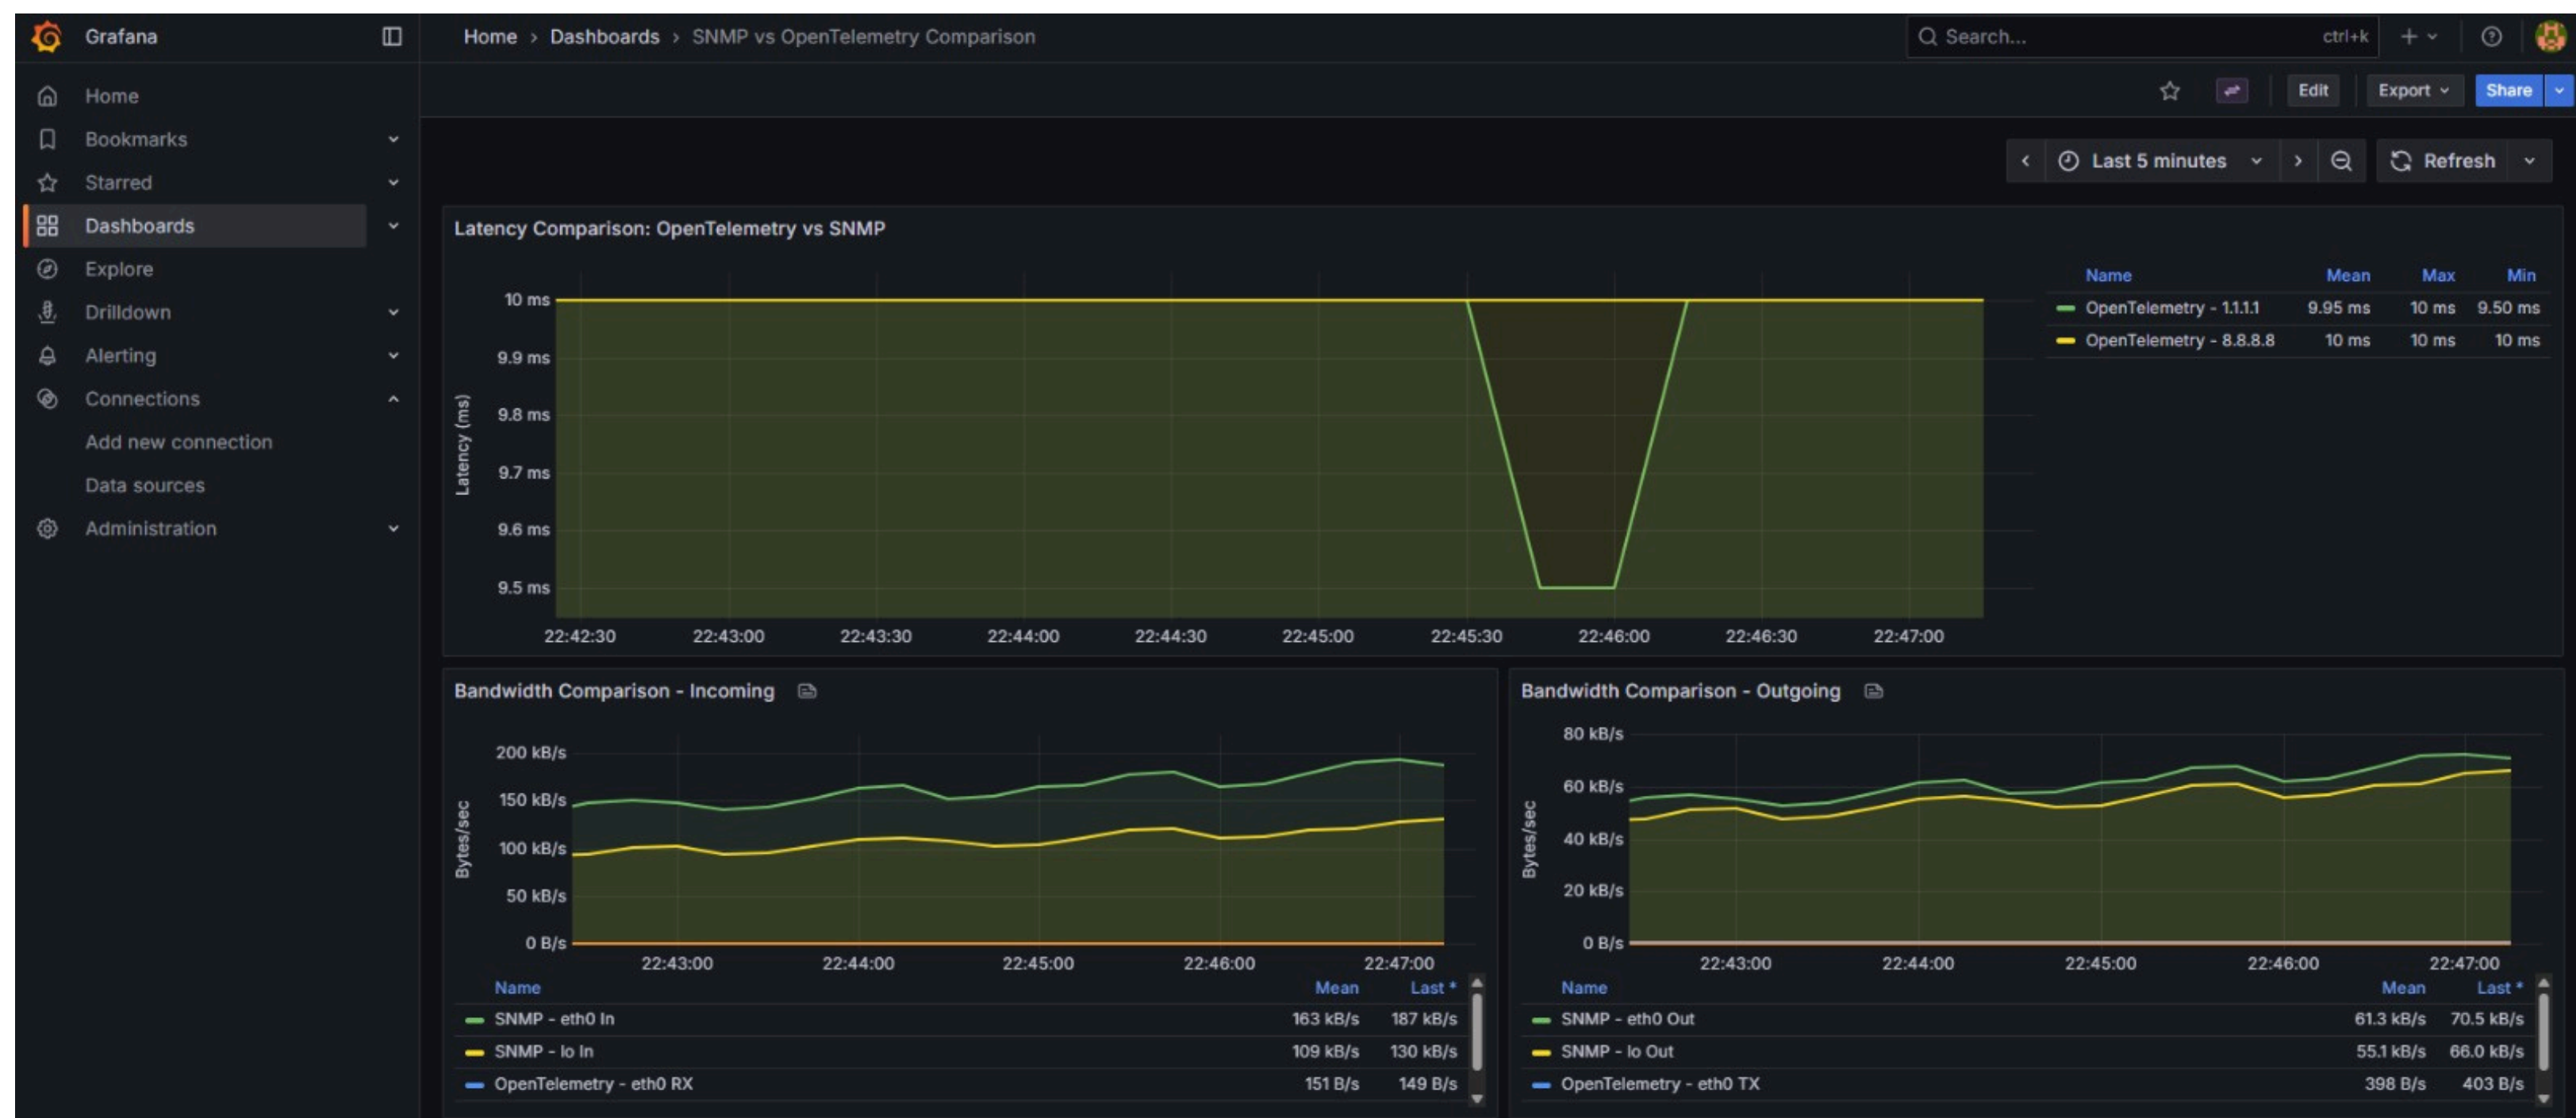 Grafana
Home › Dashboards › SNMP vs OpenTelemetry Comparison
Search...
ctrl+k
Home
Bookmarks
Starred
Dashboards
Explore
Drilldown
Alerting
Connections
Add new connection
Data sources
Administration
Edit
Export
Share
Last 5 minutes
Refresh
Latency Comparison: OpenTelemetry vs SNMP
Latency (ms)
10 ms
9.9 ms
9.8 ms
9.7 ms
9.6 ms
9.5 ms
22:42:30 22:43:00 22:43:30 22:44:00 22:44:30 22:45:00 22:45:30 22:46:00 22:46:30 22:47:00
Name Mean Max Min
OpenTelemetry - 1.1.1.1 9.95 ms 10 ms 9.50 ms
OpenTelemetry - 8.8.8.8 10 ms 10 ms 10 ms
Bandwidth Comparison - Incoming
Bytes/sec
200 kB/s
150 kB/s
100 kB/s
50 kB/s
0 B/s
22:43:00 22:44:00 22:45:00 22:46:00 22:47:00
Name Mean Last *
SNMP - eth0 In 163 kB/s 187 kB/s
SNMP - lo In 109 kB/s 130 kB/s
OpenTelemetry - eth0 RX 151 B/s 149 B/s
Bandwidth Comparison - Outgoing
Bytes/sec
80 kB/s
60 kB/s
40 kB/s
20 kB/s
0 B/s
22:43:00 22:44:00 22:45:00 22:46:00 22:47:00
Name Mean Last *
SNMP - eth0 Out 61.3 kB/s 70.5 kB/s
SNMP - lo Out 55.1 kB/s 66.0 kB/s
OpenTelemetry - eth0 TX 398 B/s 403 B/s